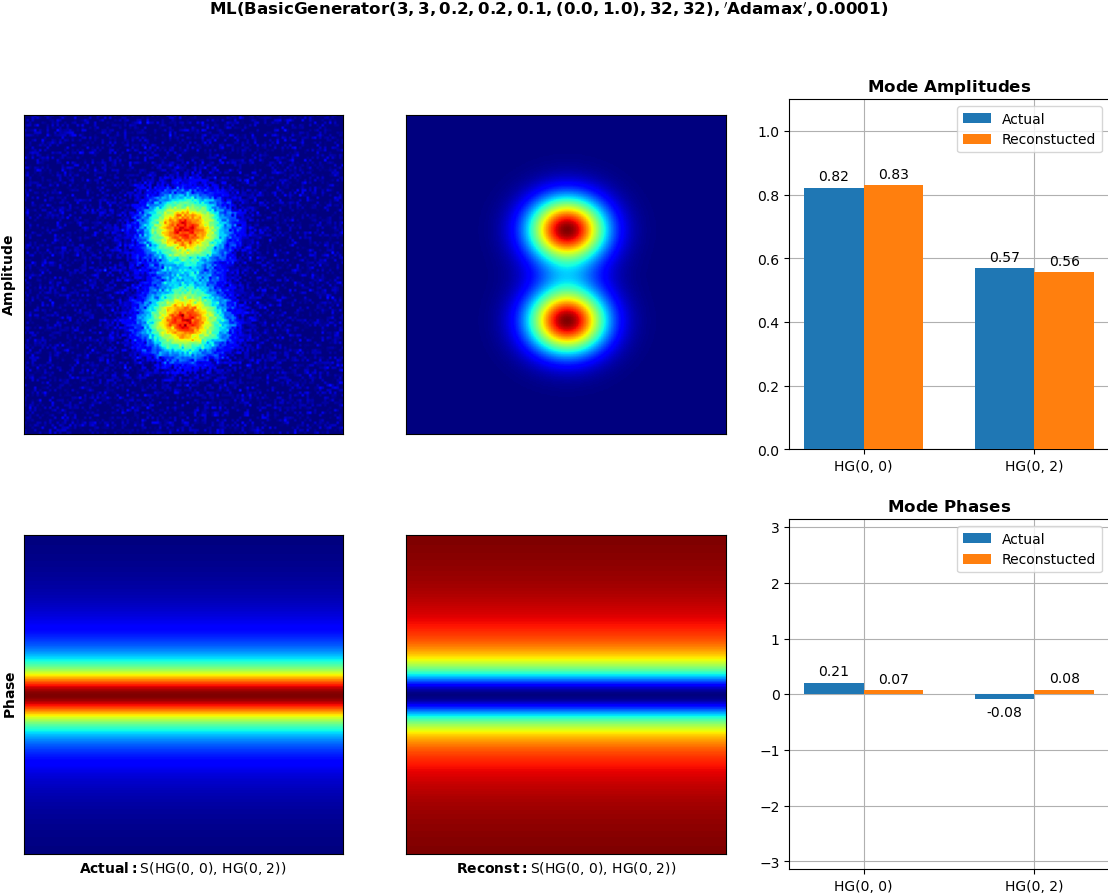 ML(BasicGenerator(3, 3, 0.2, 0.2, 0.1, (0.0, 1.0), 32, 32), ′Adamax′, 0.0001)
Amplitude
Mode Amplitudes
Actual
Reconstucted
1.0
0.8
0.6
0.4
0.2
0.0
0.82
0.83
0.57
0.56
HG(0, 0)
HG(0, 2)
Phase
Actual: S(HG(0, 0), HG(0, 2))
Reconst: S(HG(0, 0), HG(0, 2))
Mode Phases
Actual
Reconstucted
3
2
1
0
−1
−2
−3
0.21
0.07
-0.08
0.08
HG(0, 0)
HG(0, 2)